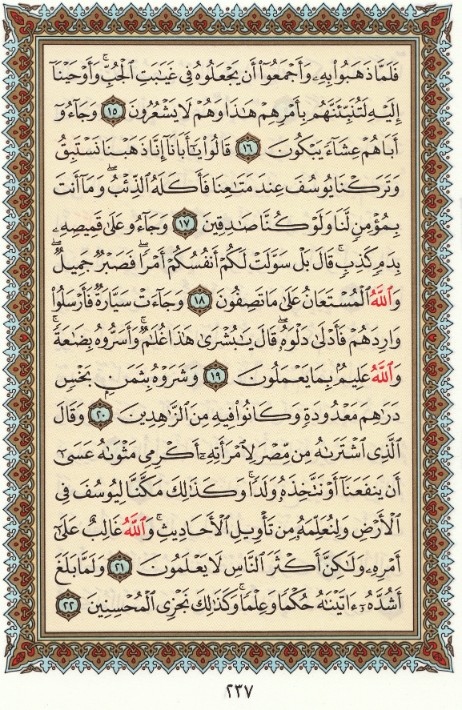 فَلَمَّا ذَهَبُوا۟ بِهِۦ وَأَجْمَعُوٓا۟ أَن يَجْعَلُوهُ فِى غَيَٰبَتِ ٱلْجُبِّ ۚ وَأَوْحَيْنَآ
إِلَيْهِ لَتُنَبِّئَنَّهُم بِأَمْرِهِمْ هَٰذَا وَهُمْ لَا يَشْعُرُونَ ١٥ وَجَآءُوٓ
أَبَاهُمْ عِشَآءً يَبْكُونَ ١٦ قَالُوا۟ يَٰٓأَبَانَآ إِنَّا ذَهَبْنَا نَسْتَبِقُ
وَتَرَكْنَا يُوسُفَ عِندَ مَتَٰعِنَا فَأَكَلَهُ ٱلذِّئْبُ ۖ وَمَآ أَنتَ
بِمُؤْمِنٍ لَّنَا وَلَوْ كُنَّا صَٰدِقِينَ ١٧ وَجَآءُو عَلَىٰ قَمِيصِهِۦ
بِدَمٍ كَذِبٍ ۚ قَالَ بَلْ سَوَّلَتْ لَكُمْ أَنفُسُكُمْ أَمْرًا ۖ فَصَبْرٌ جَمِيلٌ ۖ
وَٱللَّهُ ٱلْمُسْتَعَانُ عَلَىٰ مَا تَصِفُونَ ١٨ وَجَآءَتْ سَيَّارَةٌ فَأَرْسَلُوا۟
وَارِدَهُمْ فَأَدْلَىٰ دَلْوَهُۥ ۖ قَالَ يَٰبُشْرَىٰ هَٰذَا غُلَٰمٌ ۚ وَأَسَرُّوهُ بِضَٰعَةً ۚ
وَٱللَّهُ عَلِيمٌۢ بِمَا يَعْمَلُونَ ١٩ وَشَرَوْهُ بِثَمَنٍۭ بَخْسٍ
دَرَٰهِمَ مَعْدُودَةٍ وَكَانُوا۟ فِيهِ مِنَ ٱلزَّٰهِدِينَ ٢٠ وَقَالَ
ٱلَّذِى ٱشْتَرَىٰهُ مِن مِّصْرَ لِٱمْرَأَتِهِۦٓ أَكْرِمِى مَثْوَىٰهُ عَسَىٰٓ
أَن يَنفَعَنَآ أَوْ نَتَّخِذَهُۥ وَلَدًا ۚ وَكَذَٰلِكَ مَكَّنَّا لِيُوسُفَ فِى
ٱلْأَرْضِ وَلِنُعَلِّمَهُۥ مِن تَأْوِيلِ ٱلْأَحَادِيثِ ۚ وَٱللَّهُ غَالِبٌ عَلَىٰٓ
أَمْرِهِۦ وَلَٰكِنَّ أَكْثَرَ ٱلنَّاسِ لَا يَعْلَمُونَ ٢١ وَلَمَّا بَلَغَ
أَشُدَّهُۥٓ ءَاتَيْنَٰهُ حُكْمًا وَعِلْمًا ۚ وَكَذَٰلِكَ نَجْزِى ٱلْمُحْسِنِينَ ٢٢
٢٣٧